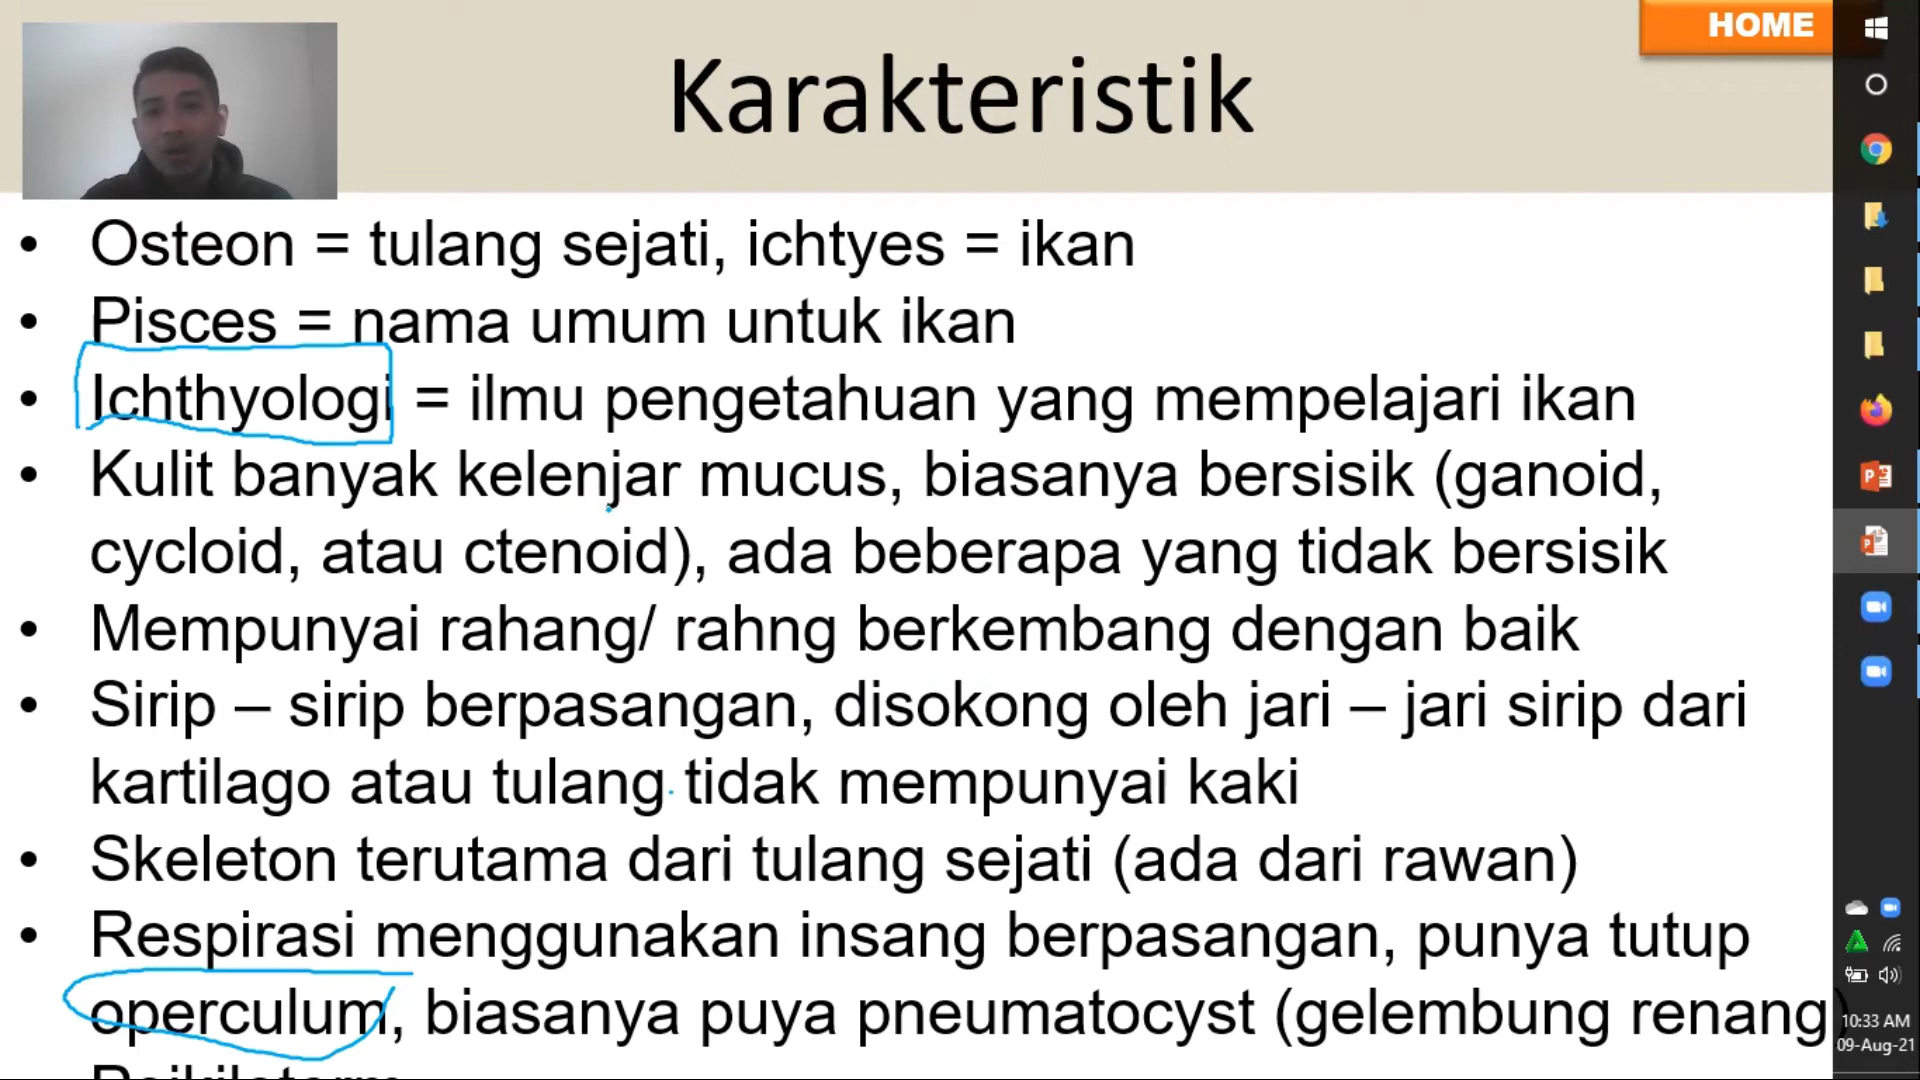 HOME
Karakteristik
• Osteon = tulang sejati, ichtyes = ikan
• Pisces = nama umum untuk ikan
• Ichthyologi = ilmu pengetahuan yang mempelajari ikan
• Kulit banyak kelenjar mucus, biasanya bersisik (ganoid,
cycloid, atau ctenoid), ada beberapa yang tidak bersisik
• Mempunyai rahang/ rahng berkembang dengan baik
• Sirip – sirip berpasangan, disokong oleh jari – jari sirip dari
kartilago atau tulang tidak mempunyai kaki
• Skeleton terutama dari tulang sejati (ada dari rawan)
• Respirasi menggunakan insang berpasangan, punya tutup
operculum, biasanya puya pneumatocyst (gelembung renang)
10:33 AM
09-Aug-21